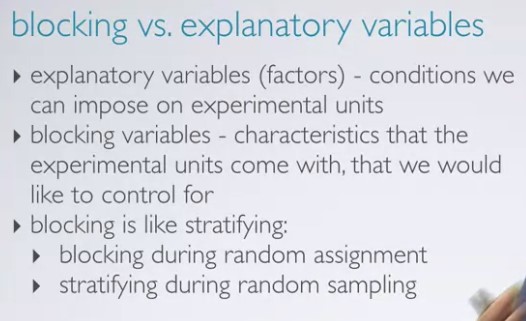 blocking vs. explanatory variables
▸ explanatory variables (factors) - conditions we
can impose on experimental units
▸ blocking variables - characteristics that the
experimental units come with, that we would
like to control for
▸ blocking is like stratifying:
▸ blocking during random assignment
▸ stratifying during random sampling